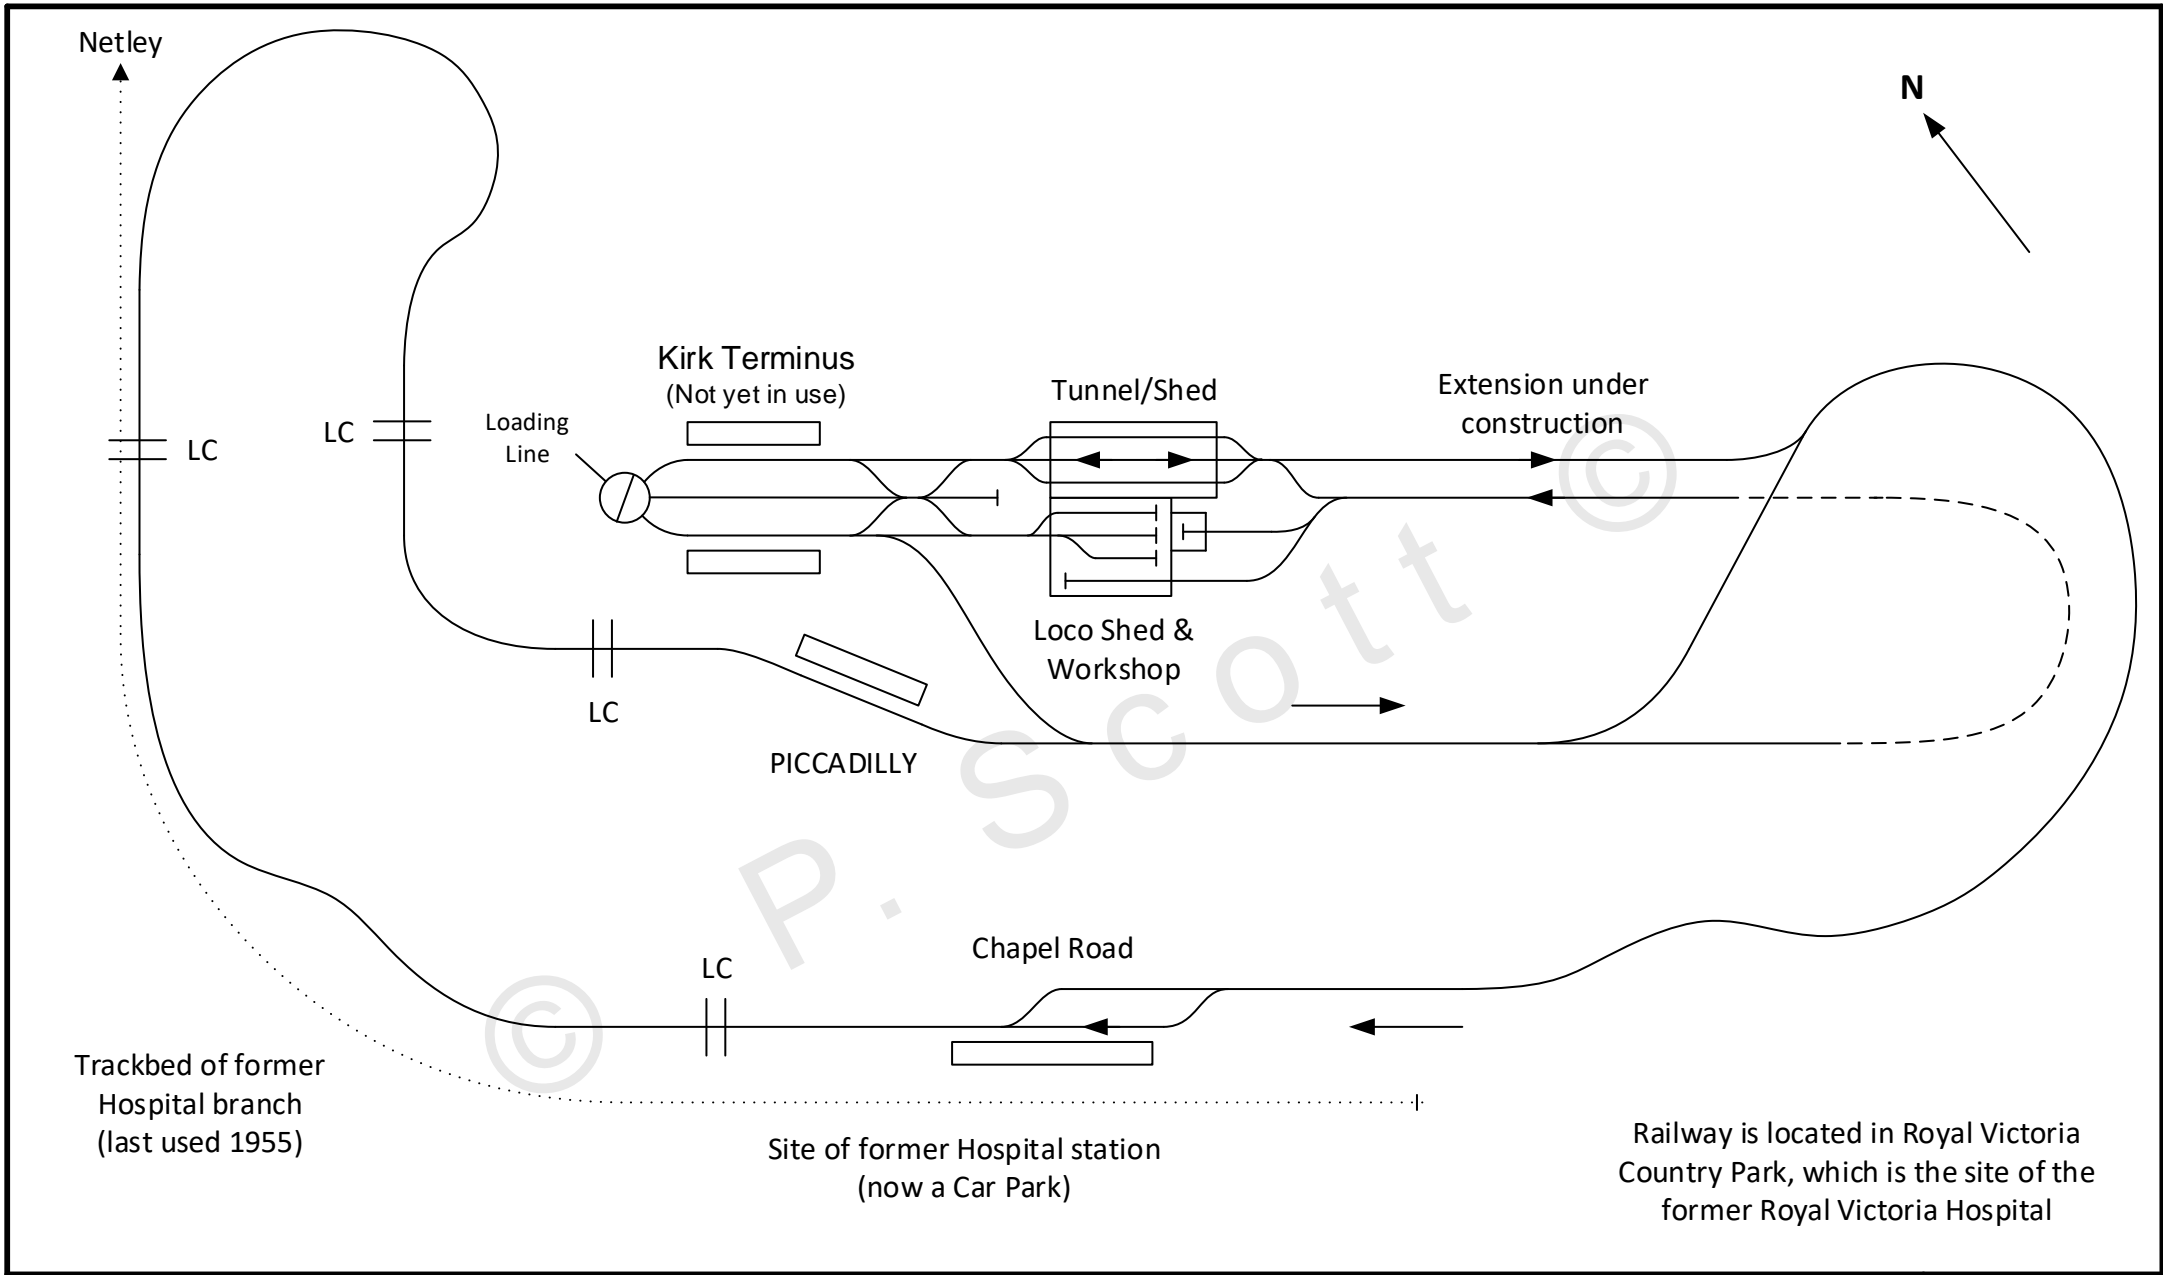 Netley
N
Kirk Terminus
(Not yet in use)
Tunnel/Shed
Extension under
construction
Loading
Line
LC
LC
Loco Shed &
Workshop
LC
PICCADILLY
Chapel Road
LC
Trackbed of former
Hospital branch
(last used 1955)
Site of former Hospital station
(now a Car Park)
Railway is located in Royal Victoria
Country Park, which is the site of the
former Royal Victoria Hospital
© P. Scott ©